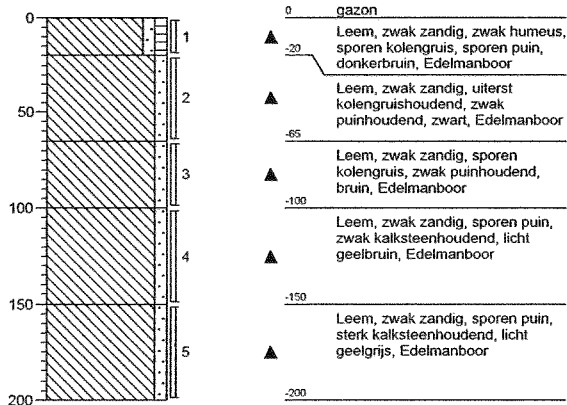 0
50
100
150
200
1
2
3
4
5
0 gazon
Leem, zwak zandig, zwak humeus,
sporen kolengruis, sporen puin,
donkerbruin, Edelmanboor
-20
Leem, zwak zandig, uiterst
kolengruishoudend, zwak
puinhoudend, zwart, Edelmanboor
-65
Leem, zwak zandig, sporen
kolengruis, zwak puinhoudend,
bruin, Edelmanboor
-100
Leem, zwak zandig, sporen puin,
zwak kalksteenhoudend, licht
geelbruin, Edelmanboor
-150
Leem, zwak zandig, sporen puin,
sterk kalksteenhoudend, licht
geelgrijs, Edelmanboor
-200